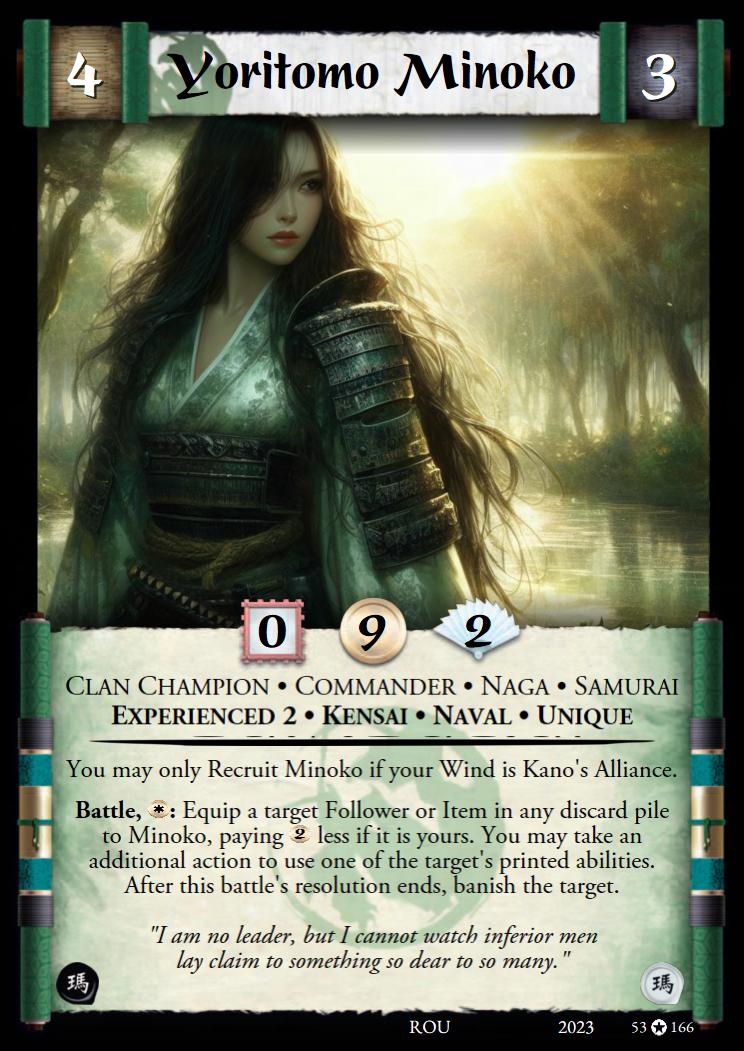 4 Yoritomo Minoko 3
0 9 2
CLAN CHAMPION • COMMANDER • NAGA • SAMURAI
EXPERIENCED 2 • KENSAI • NAVAL • UNIQUE
You may only Recruit Minoko if your Wind is Kano's Alliance.
Battle, *: Equip a target Follower or Item in any discard pile
to Minoko, paying 2 less if it is yours. You may take an
additional action to use one of the target's printed abilities.
After this battle's resolution ends, banish the target.
"I am no leader, but I cannot watch inferior men
lay claim to something so dear to so many."
瑪 瑪
ROU 2023 53 ✪ 166